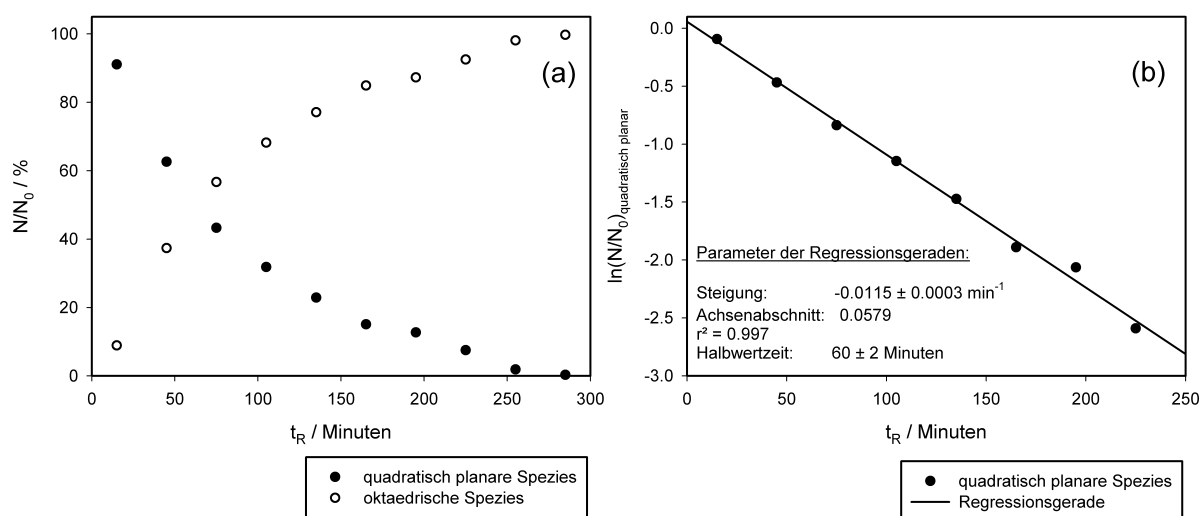 (a)
N/N0 / %
100
80
60
40
20
0
0 50 100 150 200 250 300
tR / Minuten
quadratisch planare Spezies
oktaedrische Spezies
(b)
ln(N/N0)quadratisch planar
0.0
-0.5
-1.0
-1.5
-2.0
-2.5
-3.0
Parameter der Regressionsgeraden:
Steigung: -0.0115 ± 0.0003 min-1
Achsenabschnitt: 0.0579
r² = 0.997
Halbwertzeit: 60 ± 2 Minuten
0 50 100 150 200 250
tR / Minuten
quadratisch planare Spezies
Regressionsgerade